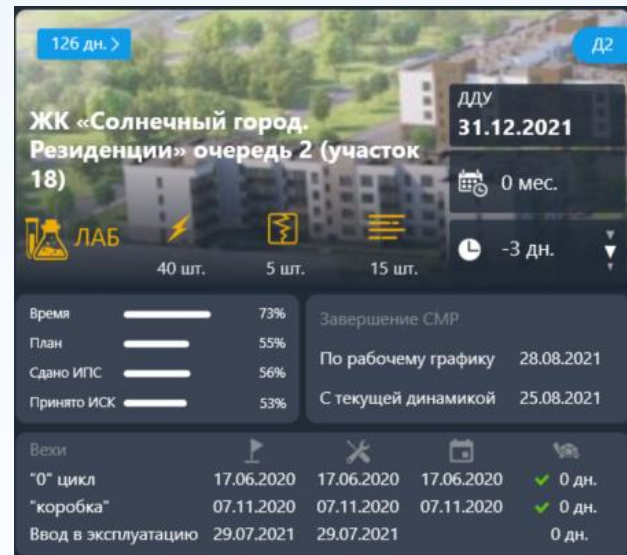 126 дн. >
Д2
ЖК «Солнечный город.
Резиденции» очередь 2 (участок
18)
ДДУ
31.12.2021
0 мес.
-3 дн.
ЛАБ
40 шт.
5 шт.
15 шт.
Время 73%
План 55%
Сдано ИПС 56%
Принято ИСК 53%
Завершение СМР
По рабочему графику 28.08.2021
С текущей динамикой 25.08.2021
Вехи
"0" цикл 17.06.2020 17.06.2020 17.06.2020 0 дн.
"коробка" 07.11.2020 07.11.2020 07.11.2020 0 дн.
Ввод в эксплуатацию 29.07.2021 29.07.2021 0 дн.